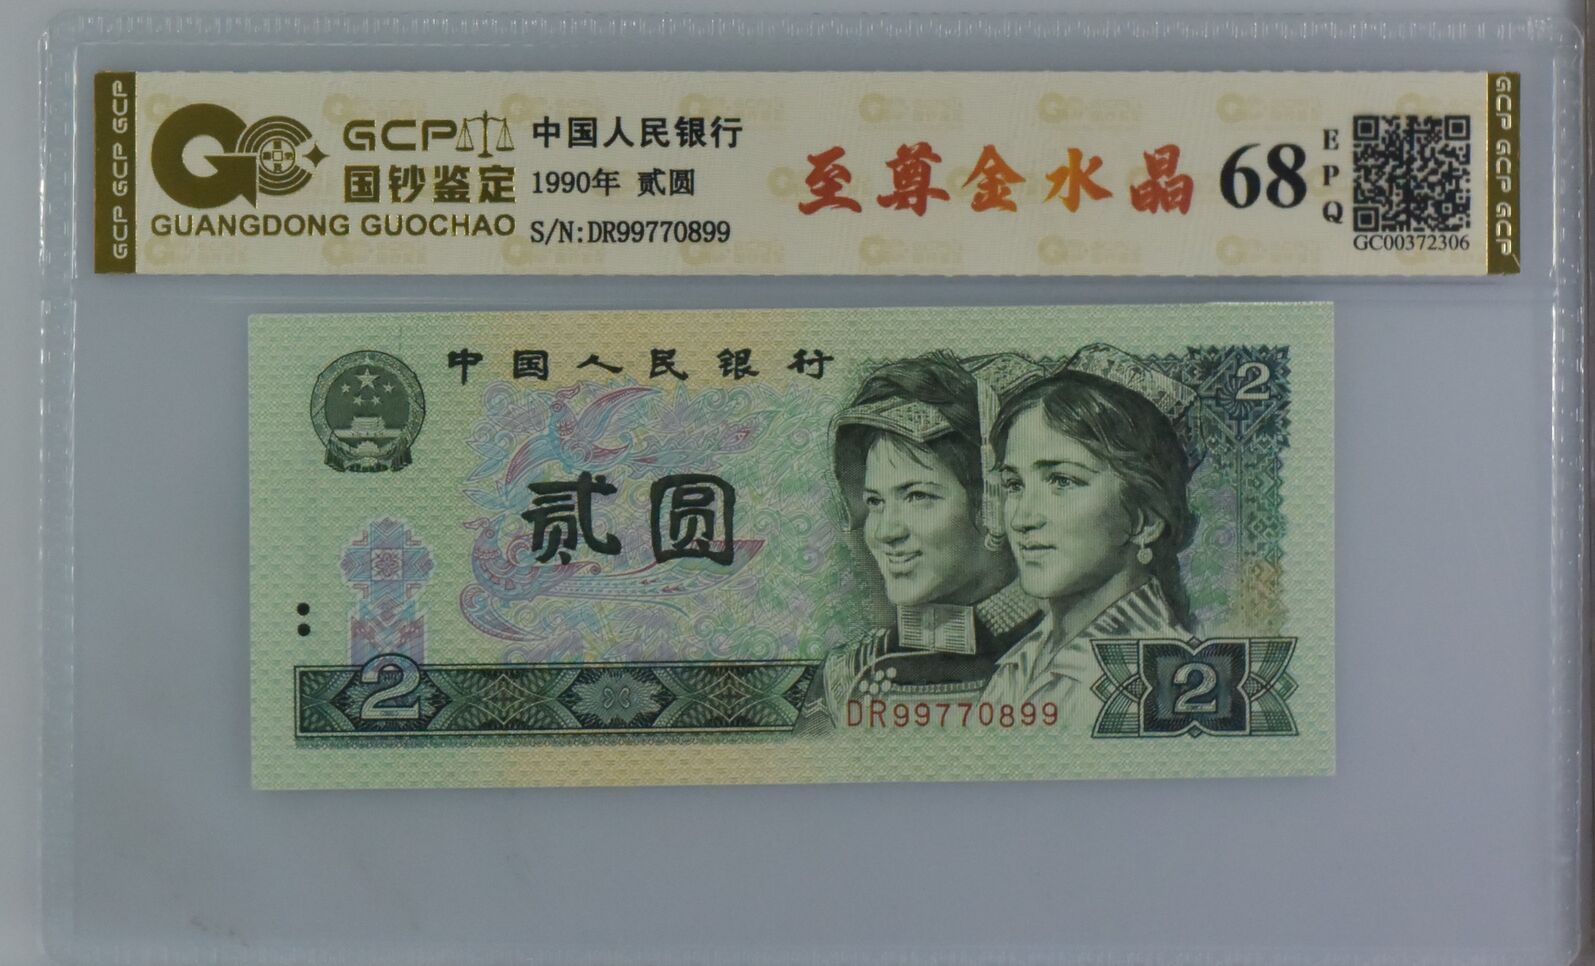 GCP GCP GCP
GCP
国钞鉴定
GUANGDONG GUOCHAO
中国人民银行
1990年 贰圆
S/N:DR99770899
至尊金水晶
68
EPQ
GC00372306
GCP GCP GCP
中国人民银行
2
贰圆
2
DR99770899
2